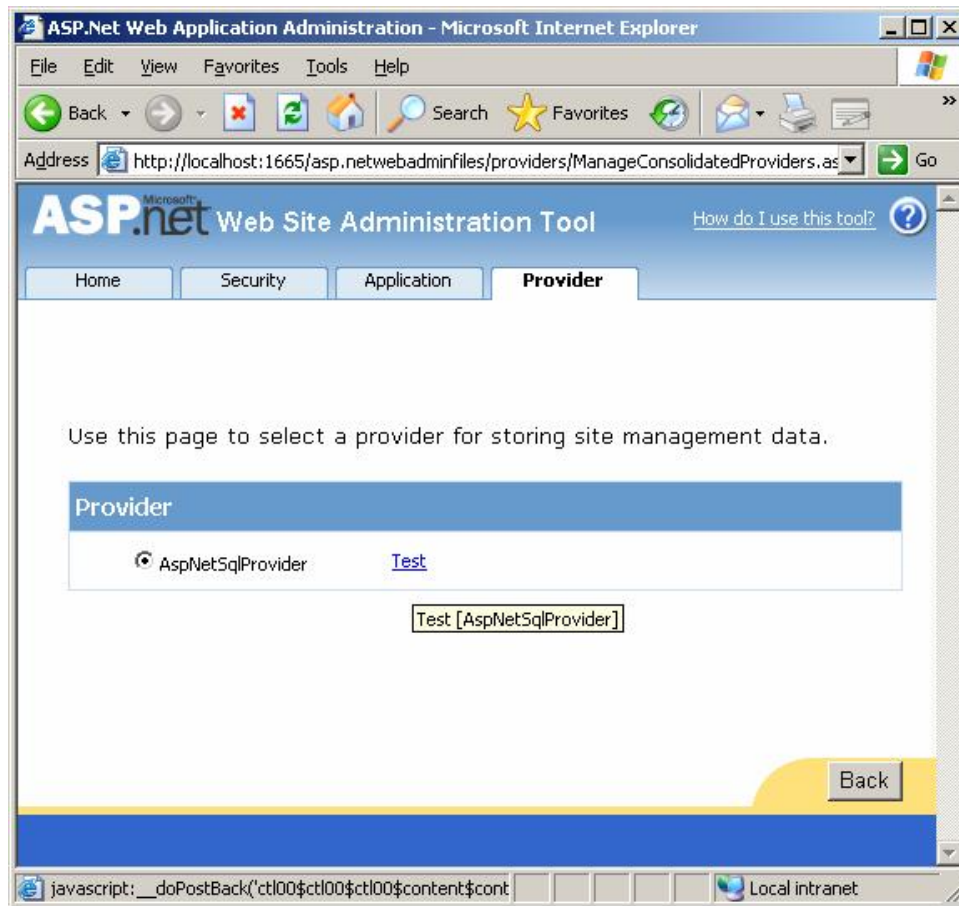 ASP.Net Web Application Administration - Microsoft Internet Explorer
File Edit View Favorites Tools Help
Back Search Favorites »
Address http://localhost:1665/asp.netwebadminfiles/providers/ManageConsolidatedProviders.as Go
Microsoft
ASP.net Web Site Administration Tool How do I use this tool? ?
Home Security Application Provider
Use this page to select a provider for storing site management data.
Provider
AspNetSqlProvider Test
Test [AspNetSqlProvider]
Back
javascript:__doPostBack('ctl00$ctl00$ctl00$content$cont Local intranet